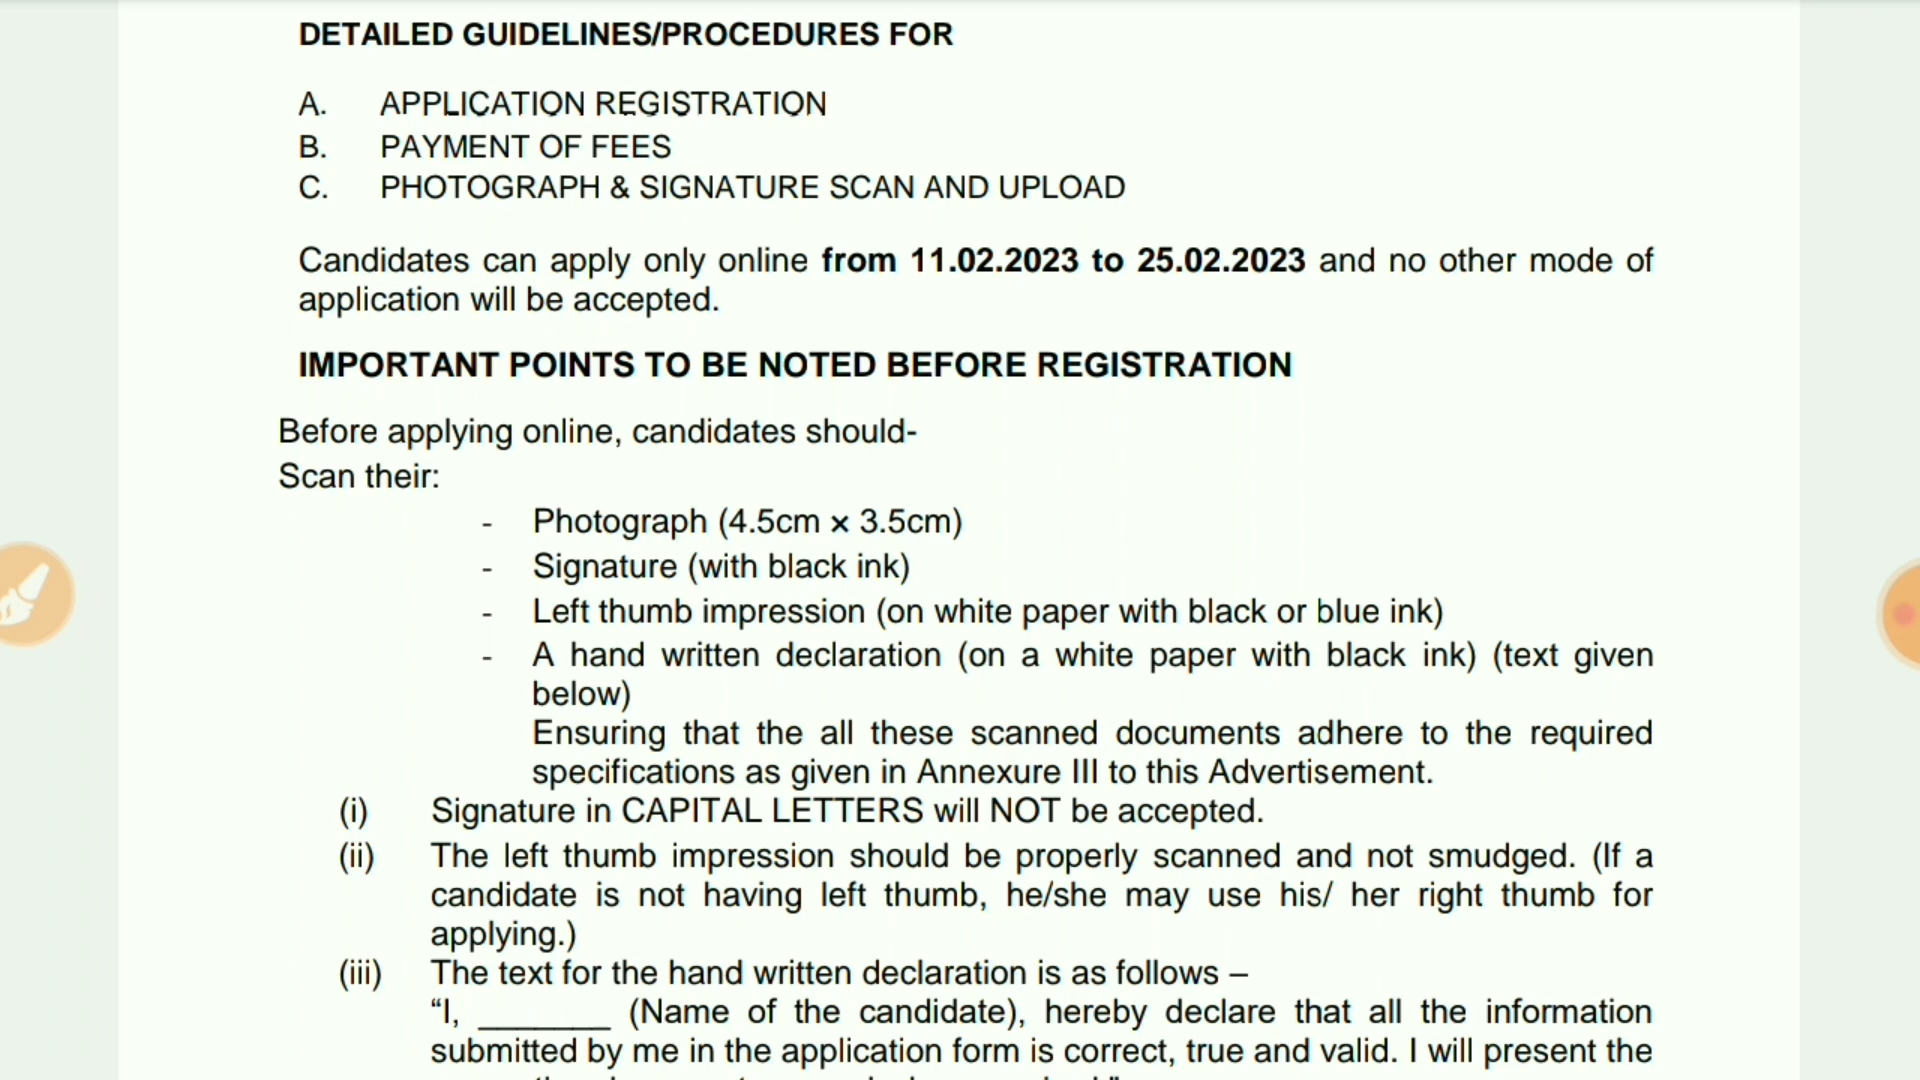 DETAILED GUIDELINES/PROCEDURES FOR
A. APPLICATION REGISTRATION
B. PAYMENT OF FEES
C. PHOTOGRAPH & SIGNATURE SCAN AND UPLOAD
Candidates can apply only online from 11.02.2023 to 25.02.2023 and no other mode of
application will be accepted.
IMPORTANT POINTS TO BE NOTED BEFORE REGISTRATION
Before applying online, candidates should-
Scan their:
- Photograph (4.5cm × 3.5cm)
- Signature (with black ink)
- Left thumb impression (on white paper with black or blue ink)
- A hand written declaration (on a white paper with black ink) (text given
below)
Ensuring that the all these scanned documents adhere to the required
specifications as given in Annexure III to this Advertisement.
(i) Signature in CAPITAL LETTERS will NOT be accepted.
(ii) The left thumb impression should be properly scanned and not smudged. (If a
candidate is not having left thumb, he/she may use his/ her right thumb for
applying.)
(iii) The text for the hand written declaration is as follows –
“I, _______ (Name of the candidate), hereby declare that all the information
submitted by me in the application form is correct, true and valid. I will present the